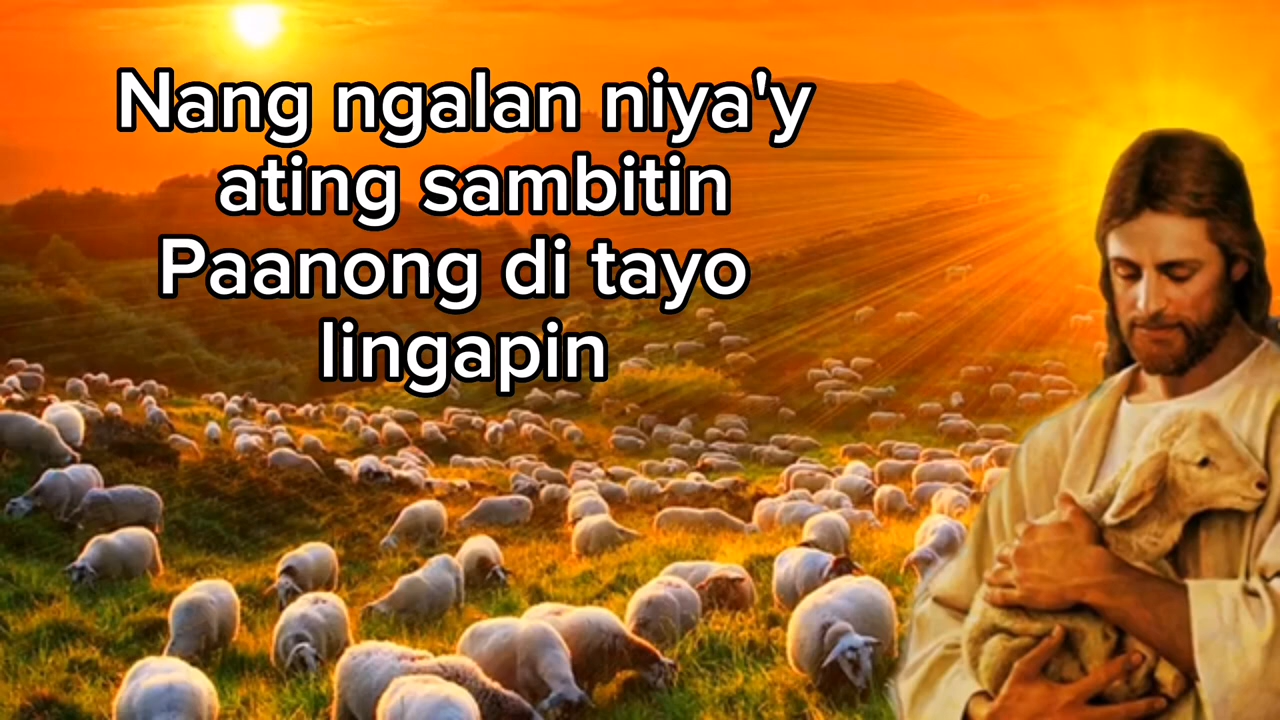 Nang ngalan niya'y
ating sambitin
Paanong di tayo
lingapin